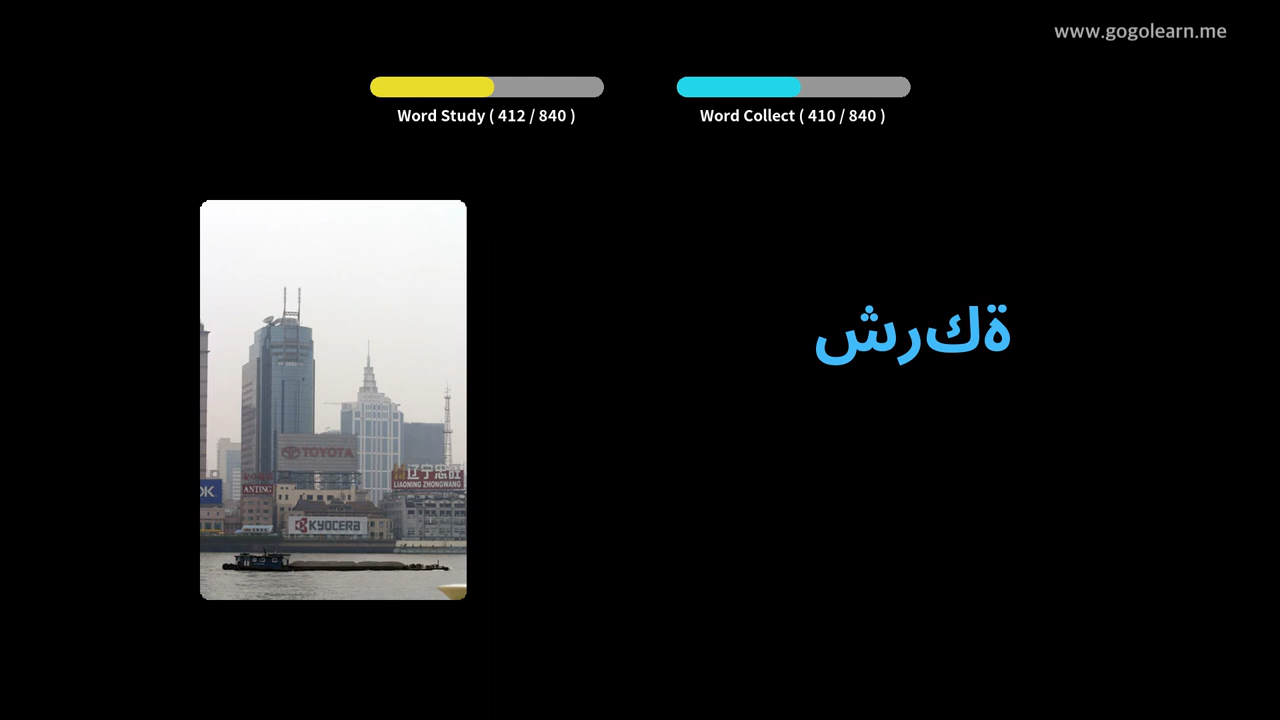 www.gogolearn.me
Word Study ( 412 / 840 )
Word Collect ( 410 / 840 )
شركة
TOYOTA
辽宁忠旺
LIAONING ZHONGWANG
ANTING
KYOCERA